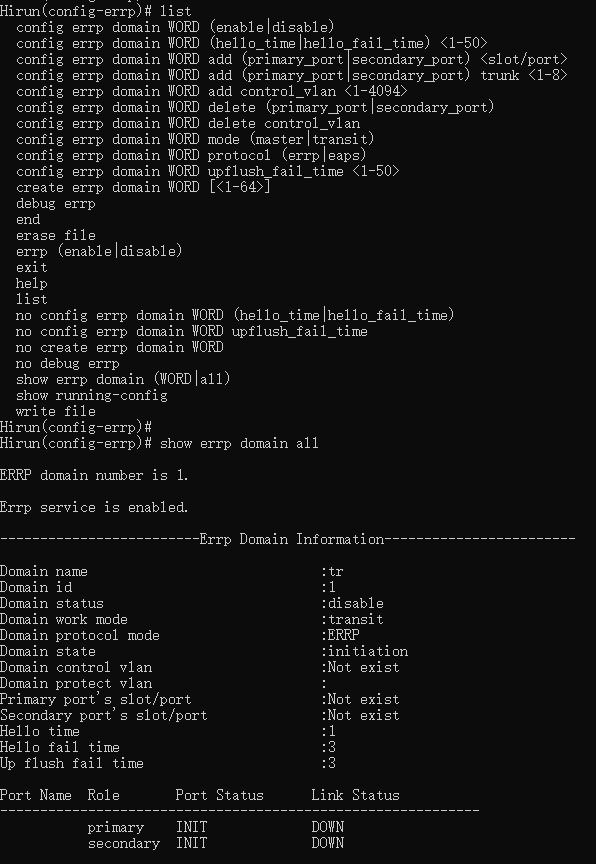 Hirun(config-errp)# list
  config errp domain WORD (enable|disable)
  config errp domain WORD (hello_time|hello_fail_time) <1-50>
  config errp domain WORD add (primary_port|secondary_port) <slot/port>
  config errp domain WORD add (primary_port|secondary_port) trunk <1-8>
  config errp domain WORD add control_vlan <1-4094>
  config errp domain WORD delete (primary_port|secondary_port)
  config errp domain WORD delete control_vlan
  config errp domain WORD mode (master|transit)
  config errp domain WORD protocol (errp|eaps)
  config errp domain WORD upflush_fail_time <1-50>
  create errp domain WORD [<1-64>]
  debug errp
  end
  erase file
  errp (enable|disable)
  exit
  help
  list
  no config errp domain WORD (hello_time|hello_fail_time)
  no config errp domain WORD upflush_fail_time
  no create errp domain WORD
  no debug errp
  show errp domain (WORD|all)
  show running-config
  write file
Hirun(config-errp)#
Hirun(config-errp)# show errp domain all

ERRP domain number is 1.

Errp service is enabled.

-------------------------Errp Domain Information------------------------

Domain name                             :tr
Domain id                               :1
Domain status                           :disable
Domain work mode                        :transit
Domain protocol mode                    :ERRP
Domain state                            :initiation
Domain control vlan                     :Not exist
Domain protect vlan                     :
Primary port's slot/port                :Not exist
Secondary port's slot/port              :Not exist
Hello time                              :1
Hello fail time                         :3
Up flush fail time                      :3

Port Name  Role       Port Status      Link Status
------------------------------------------------------------
           primary    INIT             DOWN
           secondary  INIT             DOWN